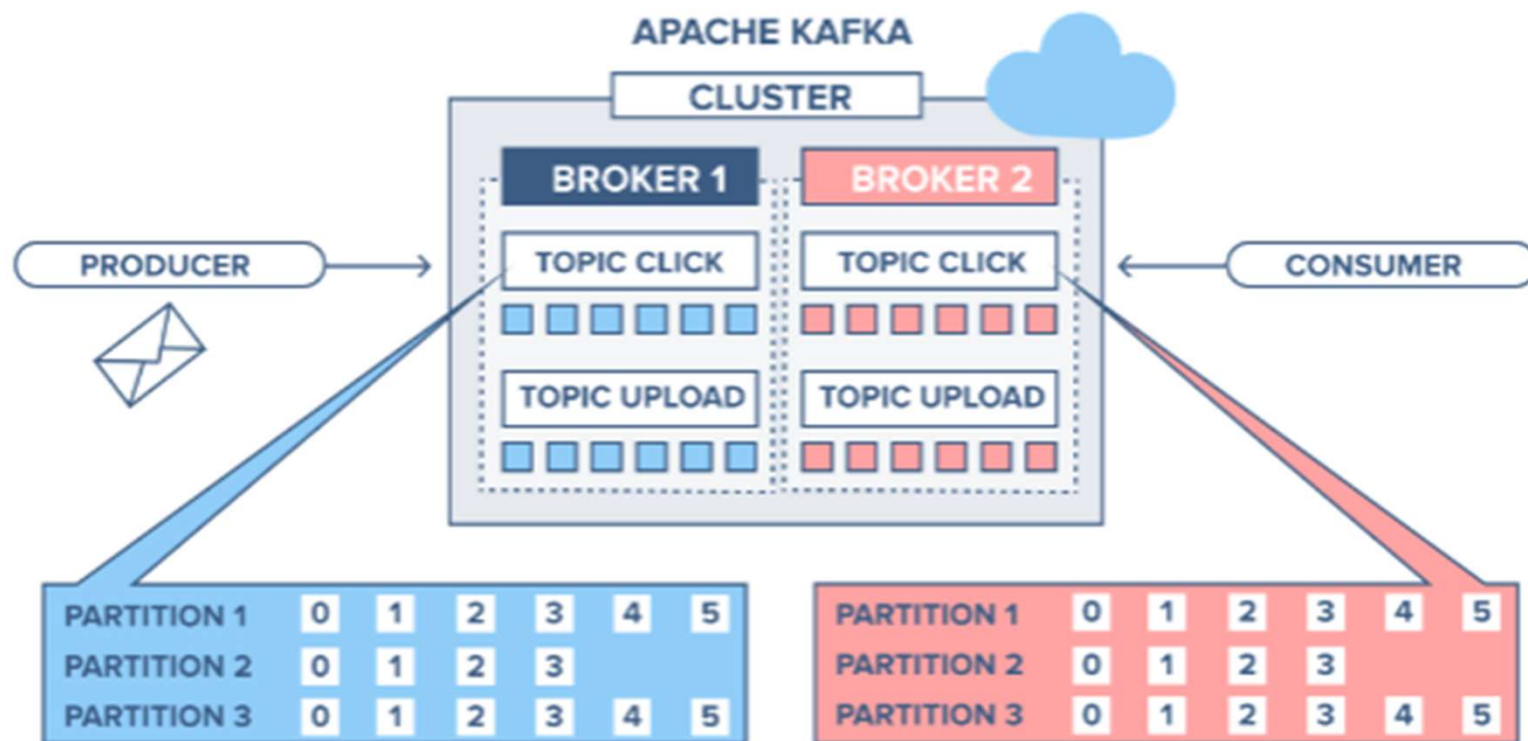 APACHE KAFKA
CLUSTER
BROKER 1 BROKER 2
PRODUCER TOPIC CLICK TOPIC CLICK CONSUMER
TOPIC UPLOAD TOPIC UPLOAD
PARTITION 1 0 1 2 3 4 5 PARTITION 1 0 1 2 3 4 5
PARTITION 2 0 1 2 3 PARTITION 2 0 1 2 3
PARTITION 3 0 1 2 3 4 5 PARTITION 3 0 1 2 3 4 5